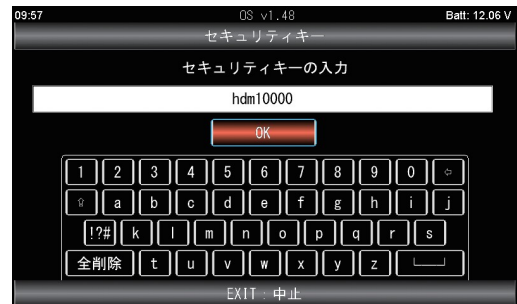 09:57 OS v1.48 Batt: 12.06 V
セキュリティキー
セキュリティキーの入力
hdm10000
OK
1 2 3 4 5 6 7 8 9 0 ⇦
⇧ a b c d e f g h i j
!?# k l m n o p q r s
全削除 t u v w x y z
EXIT：中止